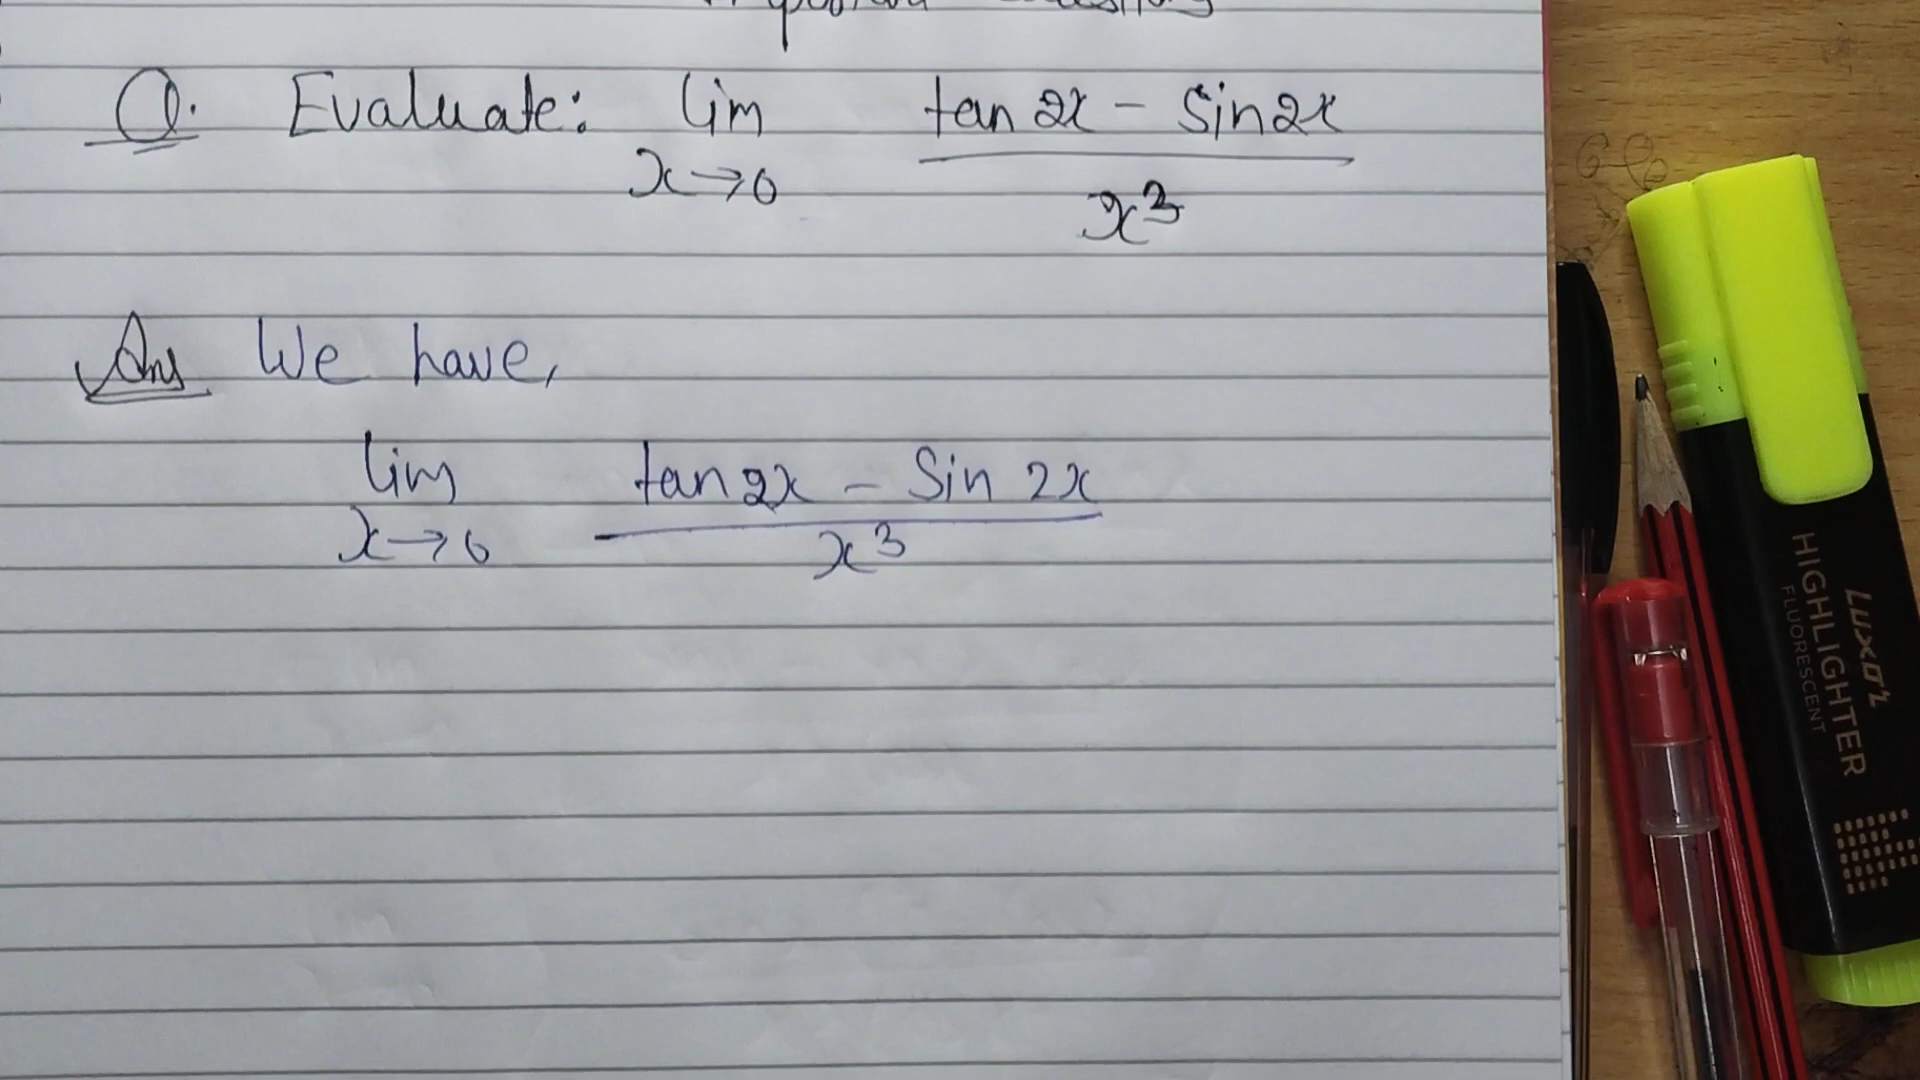 Q. Evaluate: lim tan 2x - Sin 2x
x→0 x³
Ans We have,
lim tan 2x - Sin 2x
x→0 x³
LUXOR
HIGHLIGHTER
FLUORESCENT